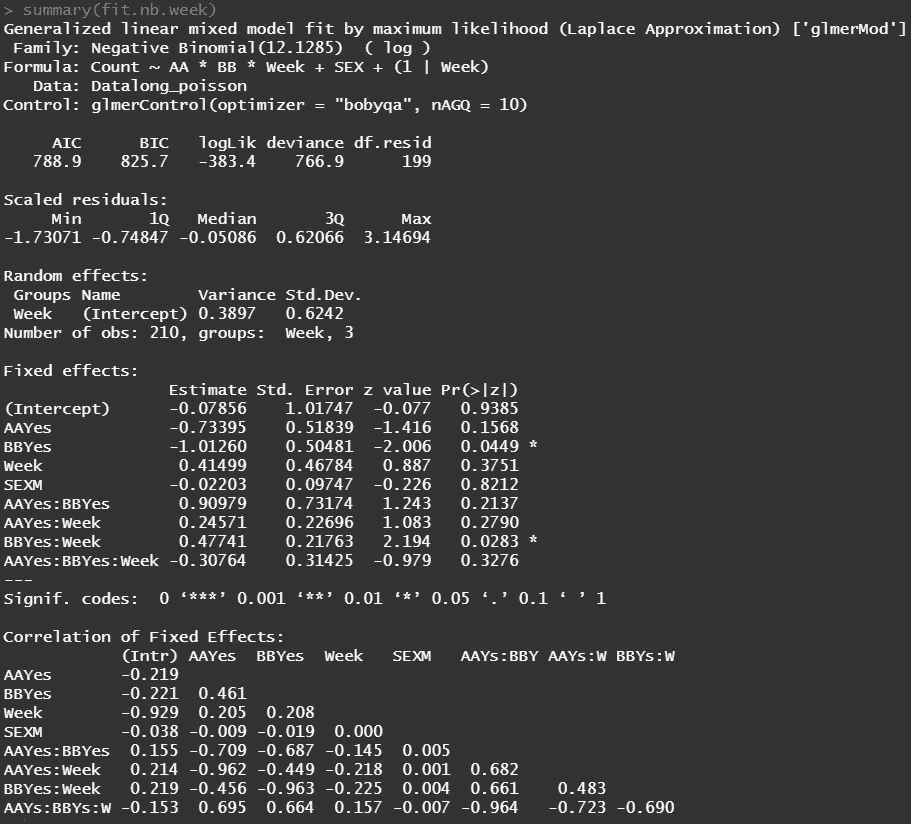 > summary(fit.nb.week)
Generalized linear mixed model fit by maximum likelihood (Laplace Approximation) ['glmerMod']
 Family: Negative Binomial(12.1285)  ( log )
Formula: Count ~ AA * BB * Week + SEX + (1 | Week)
   Data: Datalong_poisson
Control: glmerControl(optimizer = "bobyqa", nAGQ = 10)

     AIC      BIC   logLik deviance df.resid
   788.9    825.7   -383.4    766.9      199

Scaled residuals:
     Min       1Q   Median       3Q      Max
-1.73071 -0.74847 -0.05086  0.62066  3.14694

Random effects:
 Groups Name        Variance Std.Dev.
 Week   (Intercept) 0.3897   0.6242
Number of obs: 210, groups:  Week, 3

Fixed effects:
                 Estimate Std. Error z value Pr(>|z|)
(Intercept)      -0.07856    1.01747  -0.077   0.9385
AAYes            -0.73395    0.51839  -1.416   0.1568
BBYes            -1.01260    0.50481  -2.006   0.0449 *
Week              0.41499    0.46784   0.887   0.3751
SEXM             -0.02203    0.09747  -0.226   0.8212
AAYes:BBYes       0.90979    0.73174   1.243   0.2137
AAYes:Week        0.24571    0.22696   1.083   0.2790
BBYes:Week        0.47741    0.21763   2.194   0.0283 *
AAYes:BBYes:Week -0.30764    0.31425  -0.979   0.3276
---
Signif. codes:  0 ‘***’ 0.001 ‘**’ 0.01 ‘*’ 0.05 ‘.’ 0.1 ‘ ’ 1

Correlation of Fixed Effects:
            (Intr) AAYes  BBYes  Week   SEXM   AAYs:BBY AAYs:W BBYs:W
AAYes       -0.219
BBYes       -0.221  0.461
Week        -0.929  0.205  0.208
SEXM        -0.038 -0.009 -0.019  0.000
AAYes:BBYes  0.155 -0.709 -0.687 -0.145  0.005
AAYes:Week   0.214 -0.962 -0.449 -0.218  0.001  0.682
BBYes:Week   0.219 -0.456 -0.963 -0.225  0.004  0.661    0.483
AAYs:BBYs:W -0.153  0.695  0.664  0.157 -0.007 -0.964   -0.723 -0.690